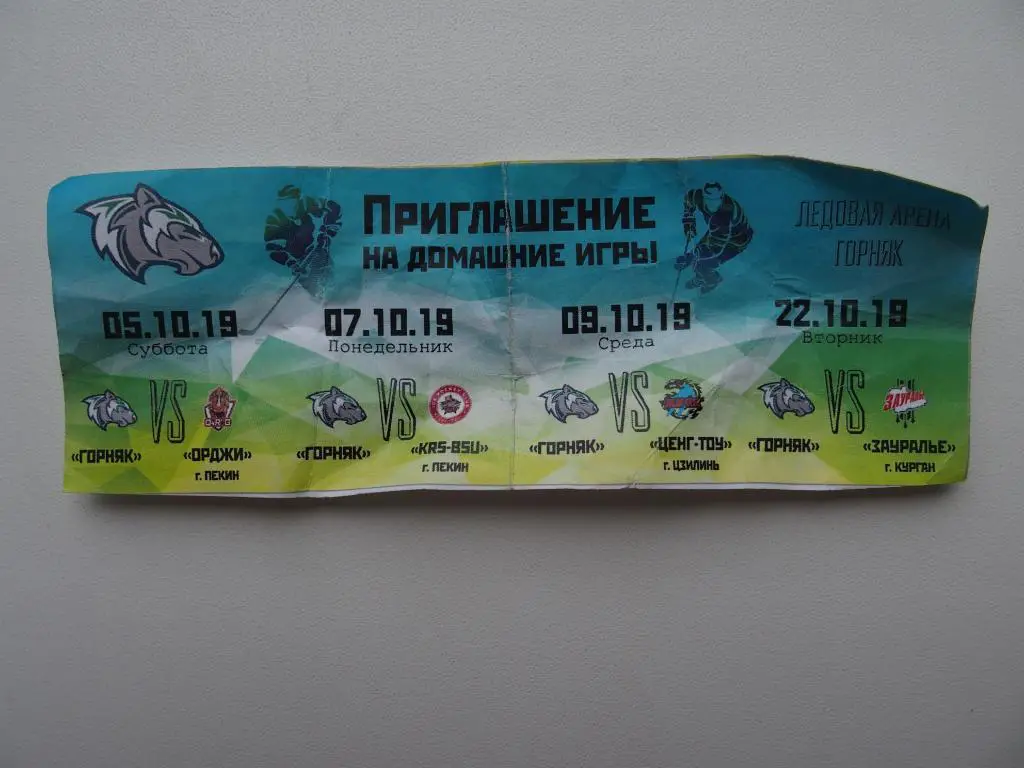 Приглашение
на домашние игры
ЛЕДОВАЯ АРЕНА
ГОРНЯК
05.10.19
Суббота
07.10.19
Понедельник
09.10.19
Среда
22.10.19
Вторник
VS
ORG
«ГОРНЯК»
«ОРДЖИ»
г. ПЕКИН
VS
«ГОРНЯК»
«KRS-BSU»
г. ПЕКИН
VS
«ГОРНЯК»
«ЦЕНГ-ТОУ»
г. ЦЗИЛИНЬ
VS
ЗАУРАЛЬЕ
«ГОРНЯК»
«ЗАУРАЛЬЕ»
г. КУРГАН